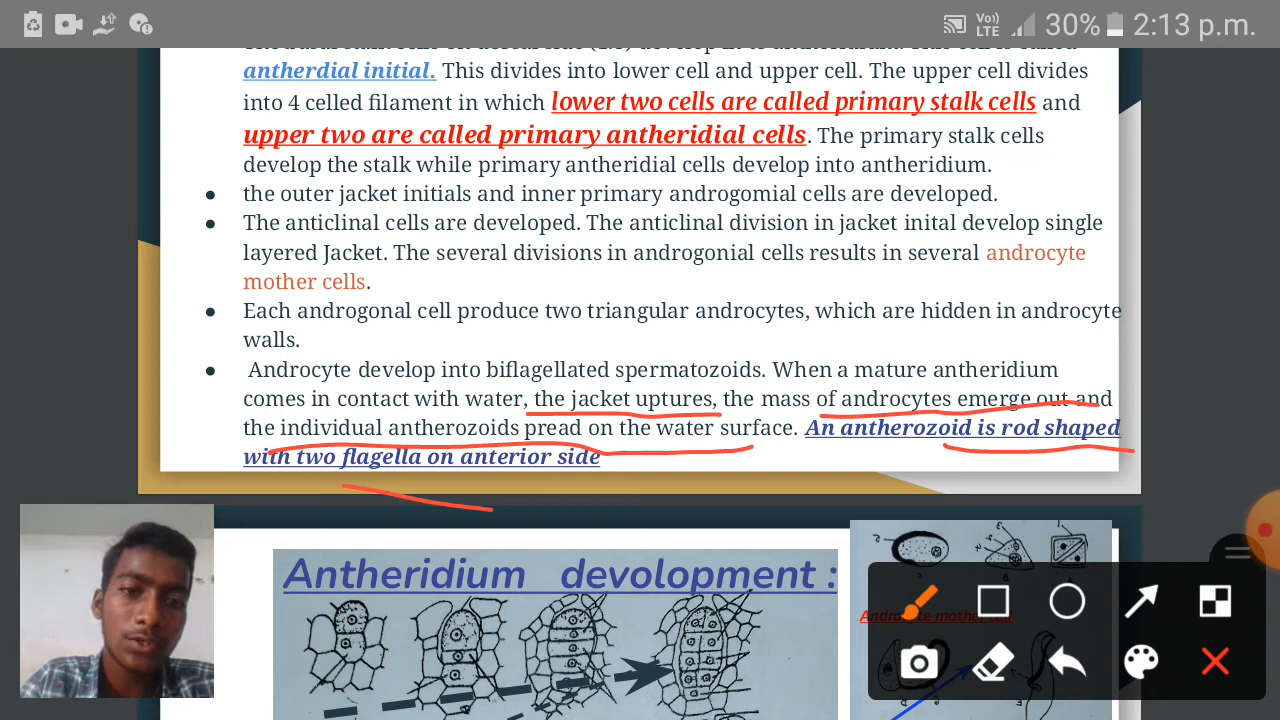 Vo)) LTE 30% 2:13 p.m.
antherdial initial. This divides into lower cell and upper cell. The upper cell divides
into 4 celled filament in which lower two cells are called primary stalk cells and
upper two are called primary antheridial cells. The primary stalk cells
develop the stalk while primary antheridial cells develop into antheridium.
● the outer jacket initials and inner primary androgomial cells are developed.
● The anticlinal cells are developed. The anticlinal division in jacket inital develop single
layered Jacket. The several divisions in androgonial cells results in several androcyte
mother cells.
● Each androgonal cell produce two triangular androcytes, which are hidden in androcyte
walls.
● Androcyte develop into biflagellated spermatozoids. When a mature antheridium
comes in contact with water, the jacket uptures, the mass of androcytes emerge out and
the individual antherozoids pread on the water surface. An antherozoid is rod shaped
with two flagella on anterior side
Antheridium devolopment :